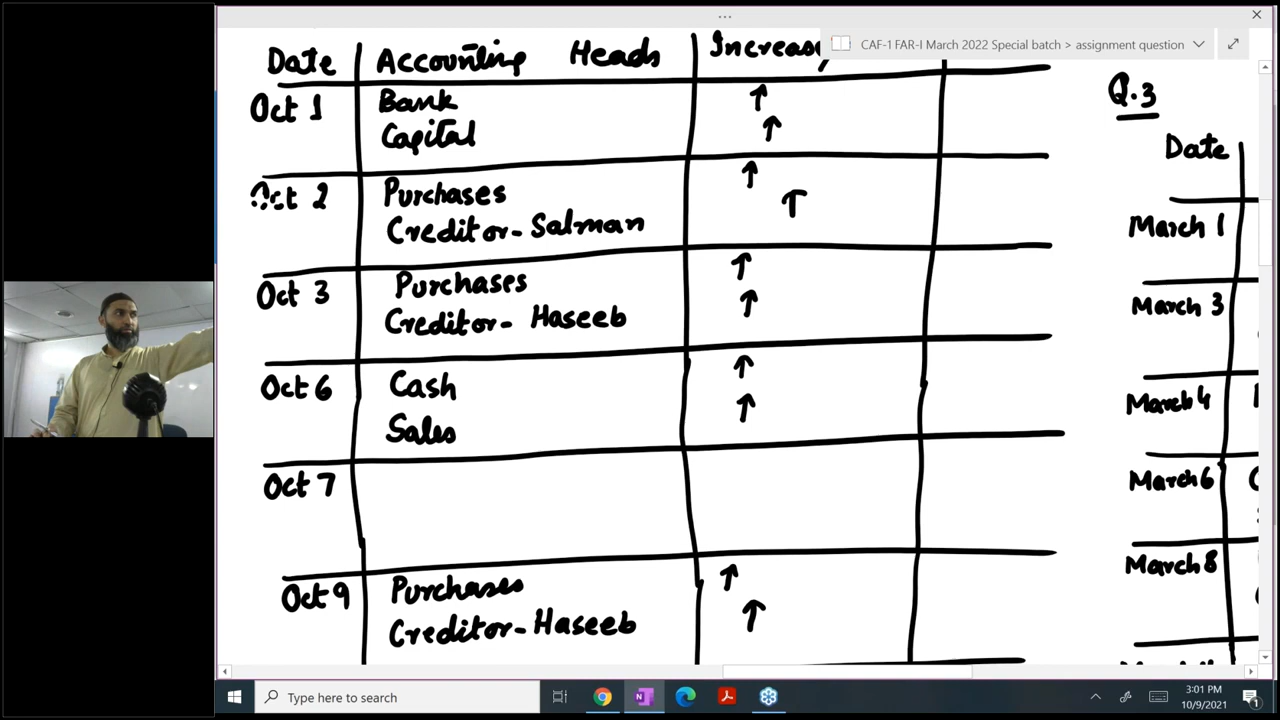 CAF-1 FAR-I March 2022 Special batch > assignment question
Date Accounting Heads
Oct 1 Bank ↑
Capital ↑
Oct 2 Purchases ↑
Creditor-Salman ↑
Oct 3 Purchases ↑
Creditor- Haseeb ↑
Oct 6 Cash ↑
Sales ↑
Oct 7
Oct 9 Purchases ↑
Creditor-Haseeb ↑
Q.3
Date
March 1
March 3
March 4
March 6
March 8
Type here to search
3:01 PM
10/9/2021
1